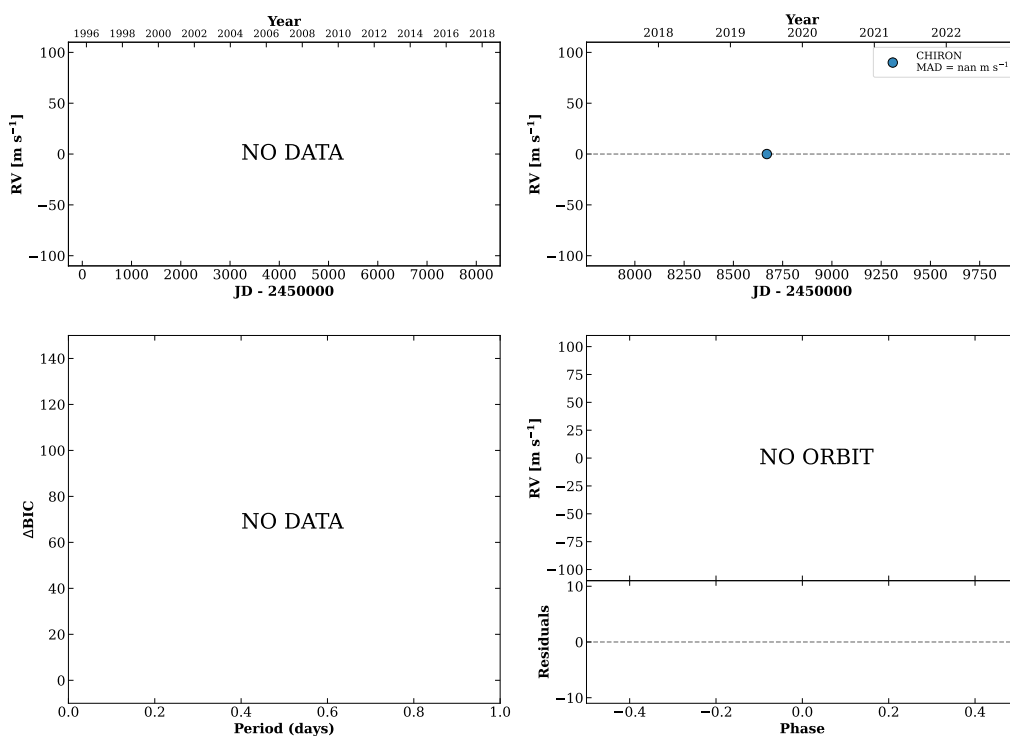 Year
1996 1998 2000 2002 2004 2006 2008 2010 2012 2014 2016 2018
100
50
0
−50
−100
RV [m s⁻¹]
NO DATA
0 1000 2000 3000 4000 5000 6000 7000 8000
JD - 2450000
Year
2018 2019 2020 2021 2022
CHIRON
MAD = nan m s⁻¹
100
50
0
−50
−100
RV [m s⁻¹]
8000 8250 8500 8750 9000 9250 9500 9750
JD - 2450000
140
120
100
80
60
40
20
0
ΔBIC
NO DATA
0.0 0.2 0.4 0.6 0.8 1.0
Period (days)
100
75
50
25
0
−25
−50
−75
−100
RV [m s⁻¹]
NO ORBIT
10
0
−10
Residuals
−0.4 −0.2 0.0 0.2 0.4
Phase